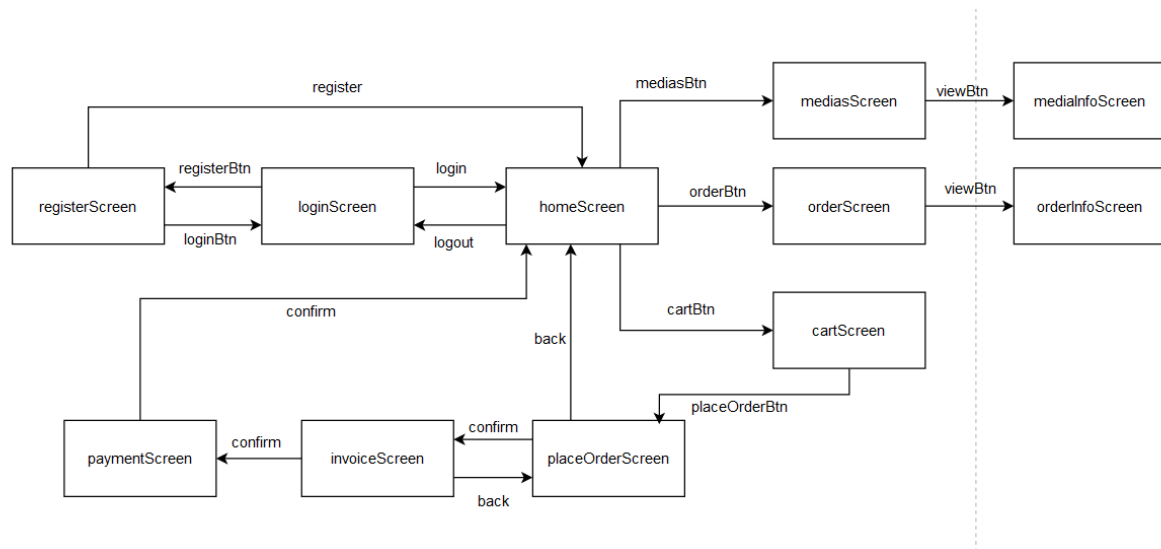 register
mediasBtn
mediasScreen
viewBtn
mediaInfoScreen
registerScreen
registerBtn
loginBtn
loginScreen
login
logout
homeScreen
orderBtn
orderScreen
viewBtn
orderInfoScreen
confirm
back
cartBtn
cartScreen
placeOrderBtn
paymentScreen
confirm
invoiceScreen
confirm
back
placeOrderScreen